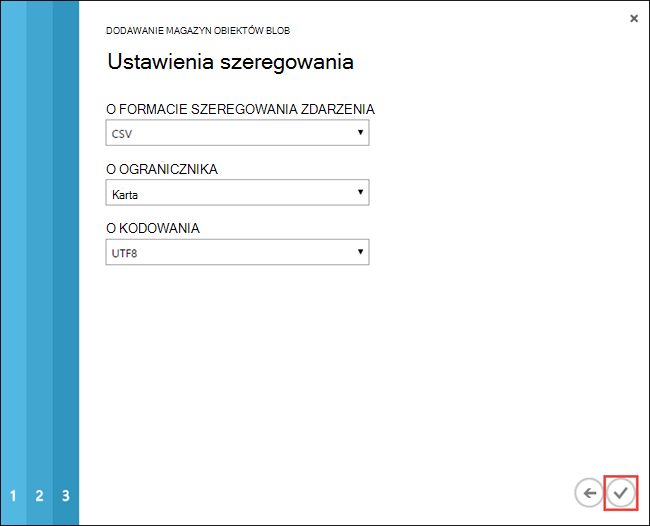 DODAWANIE MAGAZYN OBIEKTÓW BLOB
Ustawienia szeregowania
O FORMACIE SZEREGOWANIA ZDARZENIA
CSV
O OGRANICZNIKA
Karta
O KODOWANIA
UTF8
1 2 3